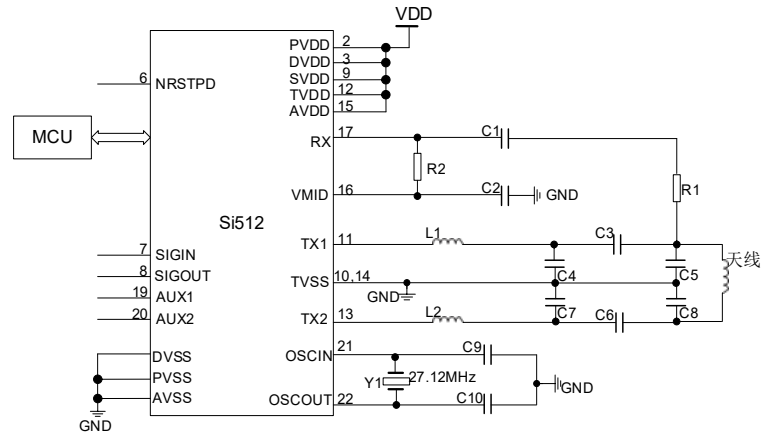 VDD
PVDD 2
DVDD 3
SVDD 9
TVDD 12
AVDD 15
6 NRSTPD
MCU
RX 17
C1
R2
R1
VMID 16
C2
GND
Si512
TX1 11
L1
C3
7 SIGIN
8 SIGOUT
19 AUX1
20 AUX2
TVSS 10,14
GND
C4
C5
天线
TX2 13
L2
C7
C6
C8
DVSS
PVSS
AVSS
GND
OSCIN 21
C9
Y1
27.12MHz
GND
OSCOUT 22
C10